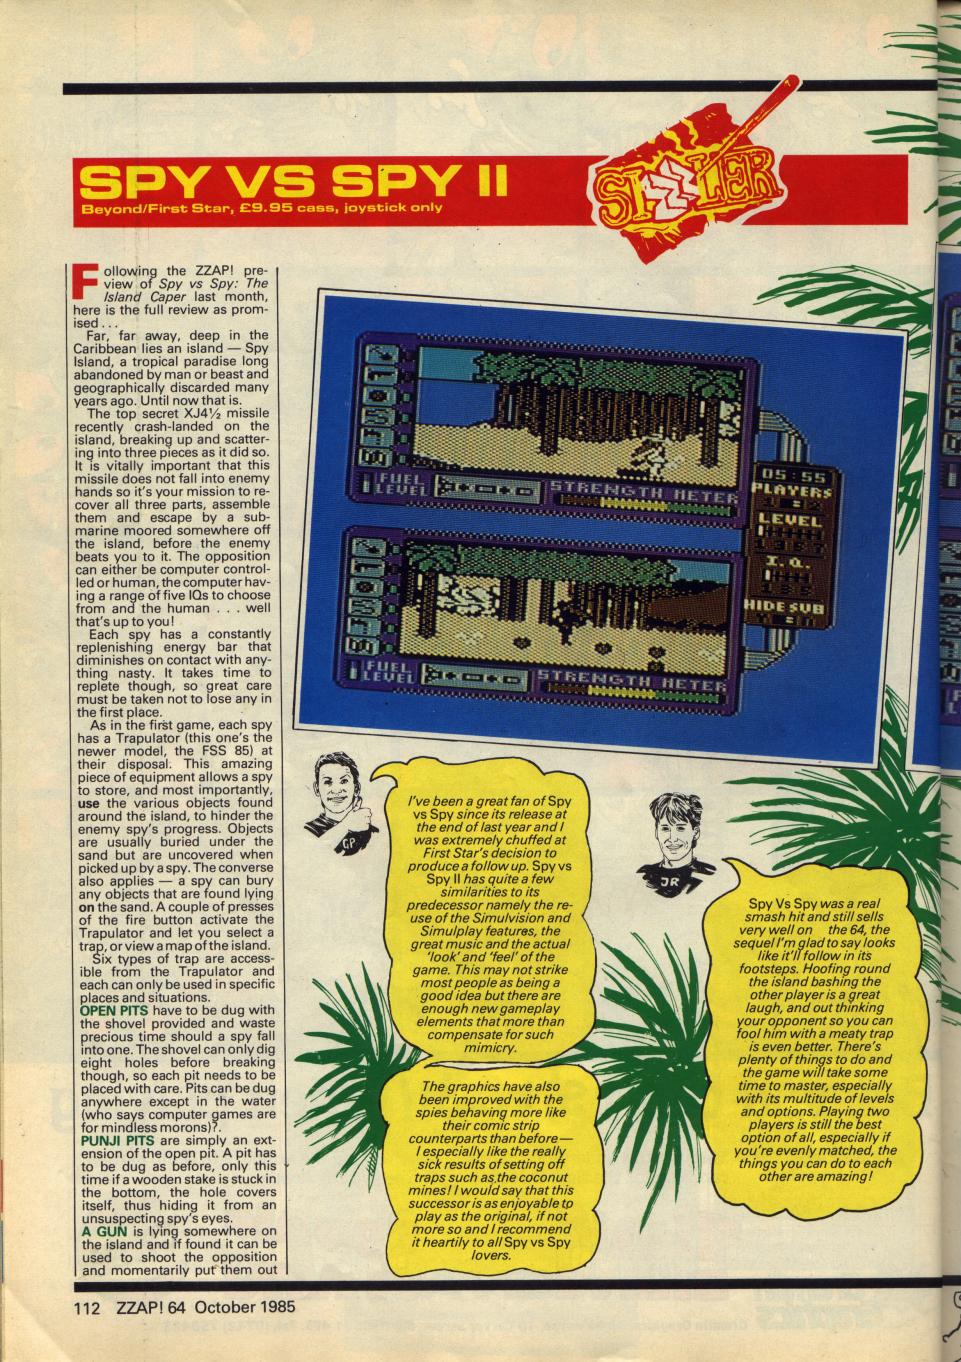 SPY VS SPY II
Beyond/First Star, £9.95 cass, joystick only
SIZZLER
Following the ZZAP! pre-
view of Spy vs Spy: The
Island Caper last month,
here is the full review as prom-
ised . . .
Far, far away, deep in the
Caribbean lies an island — Spy
Island, a tropical paradise long
abandoned by man or beast and
geographically discarded many
years ago. Until now that is.
The top secret XJ4½ missile
recently crash-landed on the
island, breaking up and scatter-
ing into three pieces as it did so.
It is vitally important that this
missile does not fall into enemy
hands so it's your mission to re-
cover all three parts, assemble
them and escape by a sub-
marine moored somewhere off
the island, before the enemy
beats you to it. The opposition
can either be computer control-
led or human, the computer hav-
ing a range of five IQs to choose
from and the human . . . well
that's up to you!
Each spy has a constantly
replenishing energy bar that
diminishes on contact with any-
thing nasty. It takes time to
replete though, so great care
must be taken not to lose any in
the first place.
As in the first game, each spy
has a Trapulator (this one's the
newer model, the FSS 85) at
their disposal. This amazing
piece of equipment allows a spy
to store, and most importantly,
use the various objects found
around the island, to hinder the
enemy spy's progress. Objects
are usually buried under the
sand but are uncovered when
picked up by a spy. The converse
also applies — a spy can bury
any objects that are found lying
on the sand. A couple of presses
of the fire button activate the
Trapulator and let you select a
trap, or view a map of the island.
Six types of trap are access-
ible from the Trapulator and
each can only be used in specific
places and situations.
OPEN PITS have to be dug with
the shovel provided and waste
precious time should a spy fall
into one. The shovel can only dig
eight holes before breaking
though, so each pit needs to be
placed with care. Pits can be dug
anywhere except in the water
(who says computer games are
for mindless morons)?.
PUNJI PITS are simply an ext-
ension of the open pit. A pit has
to be dug as before, only this
time if a wooden stake is stuck in
the bottom, the hole covers
itself, thus hiding it from an
unsuspecting spy's eyes.
A GUN is lying somewhere on
the island and if found it can be
used to shoot the opposition
and momentarily put them out
FUEL
LEVEL
STRENGTH METER
05:55
PLAYERS
1 : 2
LEVEL
I.Q.
HIDE SUB
Y : N
FUEL
LEVEL
STRENGTH METER
GP
I've been a great fan of Spy
vs Spy since its release at
the end of last year and I
was extremely chuffed at
First Star's decision to
produce a follow up. Spy vs
Spy II has quite a few
similarities to its
predecessor namely the re-
use of the Simulvision and
Simulplay features, the
great music and the actual
'look' and 'feel' of the
game. This may not strike
most people as being a
good idea but there are
enough new gameplay
elements that more than
compensate for such
mimicry.
The graphics have also
been improved with the
spies behaving more like
their comic strip
counterparts than before —
I especially like the really
sick results of setting off
traps such as the coconut
mines! I would say that this
successor is as enjoyable to
play as the original, if not
more so and I recommend
it heartily to all Spy vs Spy
lovers.
JR
Spy Vs Spy was a real
smash hit and still sells
very well on the 64, the
sequel I'm glad to say looks
like it'll follow in its
footsteps. Hoofing round
the island bashing the
other player is a great
laugh, and out thinking
your opponent so you can
fool him with a meaty trap
is even better. There's
plenty of things to do and
the game will take some
time to master, especially
with its multitude of levels
and options. Playing two
players is still the best
option of all, especially if
you're evenly matched, the
things you can do to each
other are amazing!
112 ZZAP! 64 October 1985